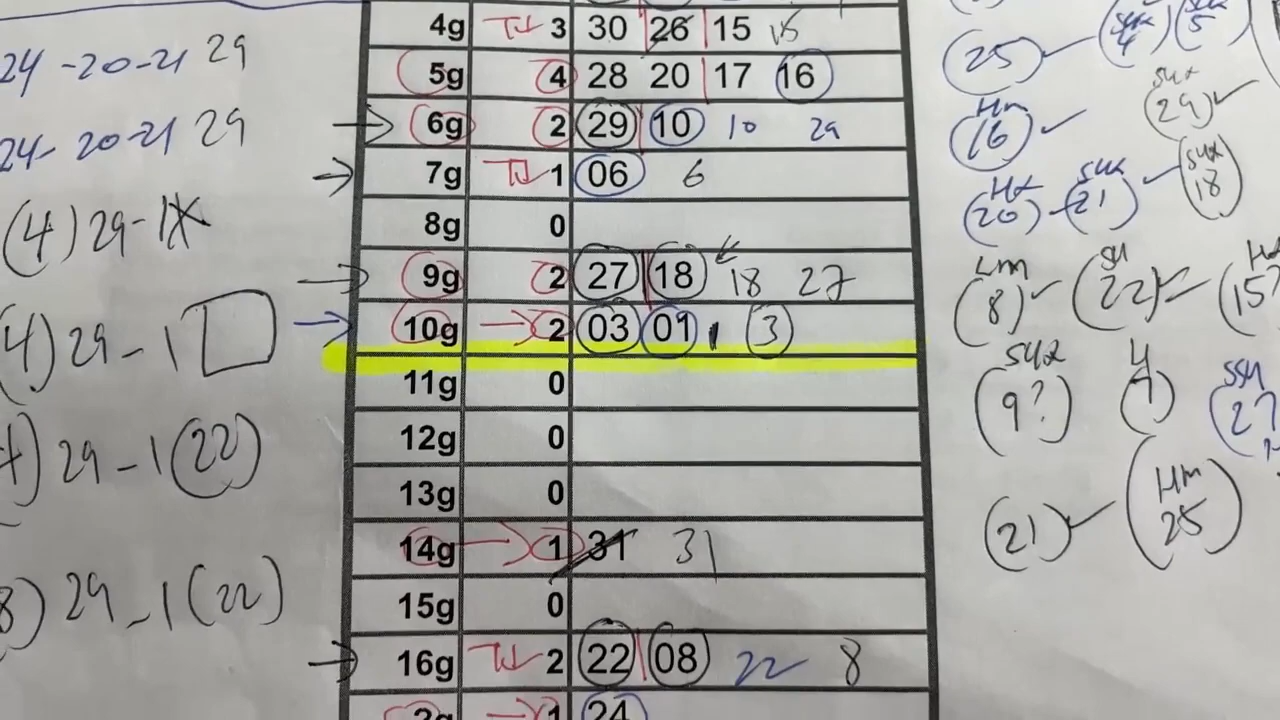 24 -20-21 29
24- 20-21 29
(4) 29-1X
4) 29-1
29-1 (22)
8) 29-1 (22)
4g 3 30 26 15 15
5g 4 28 20 17 16
6g 2 29 10 10 29
7g 1 06 6
8g 0
9g 2 27 18 18 27
10g 2 03 01 1 3
11g 0
12g 0
13g 0
14g 1 31 31
15g 0
16g 2 22 08 22 8
2g 1 24
25
Hm
16
29
20 21
18
8 22 15
9? 4
27
21
Hm
25